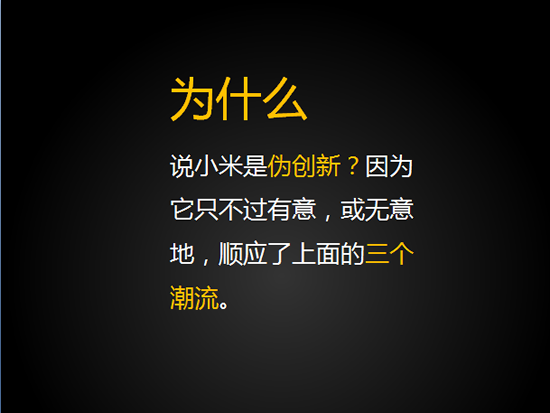 为什么
说小米是伪创新？因为
它只不过有意，或无意
地，顺应了上面的三个
潮流。